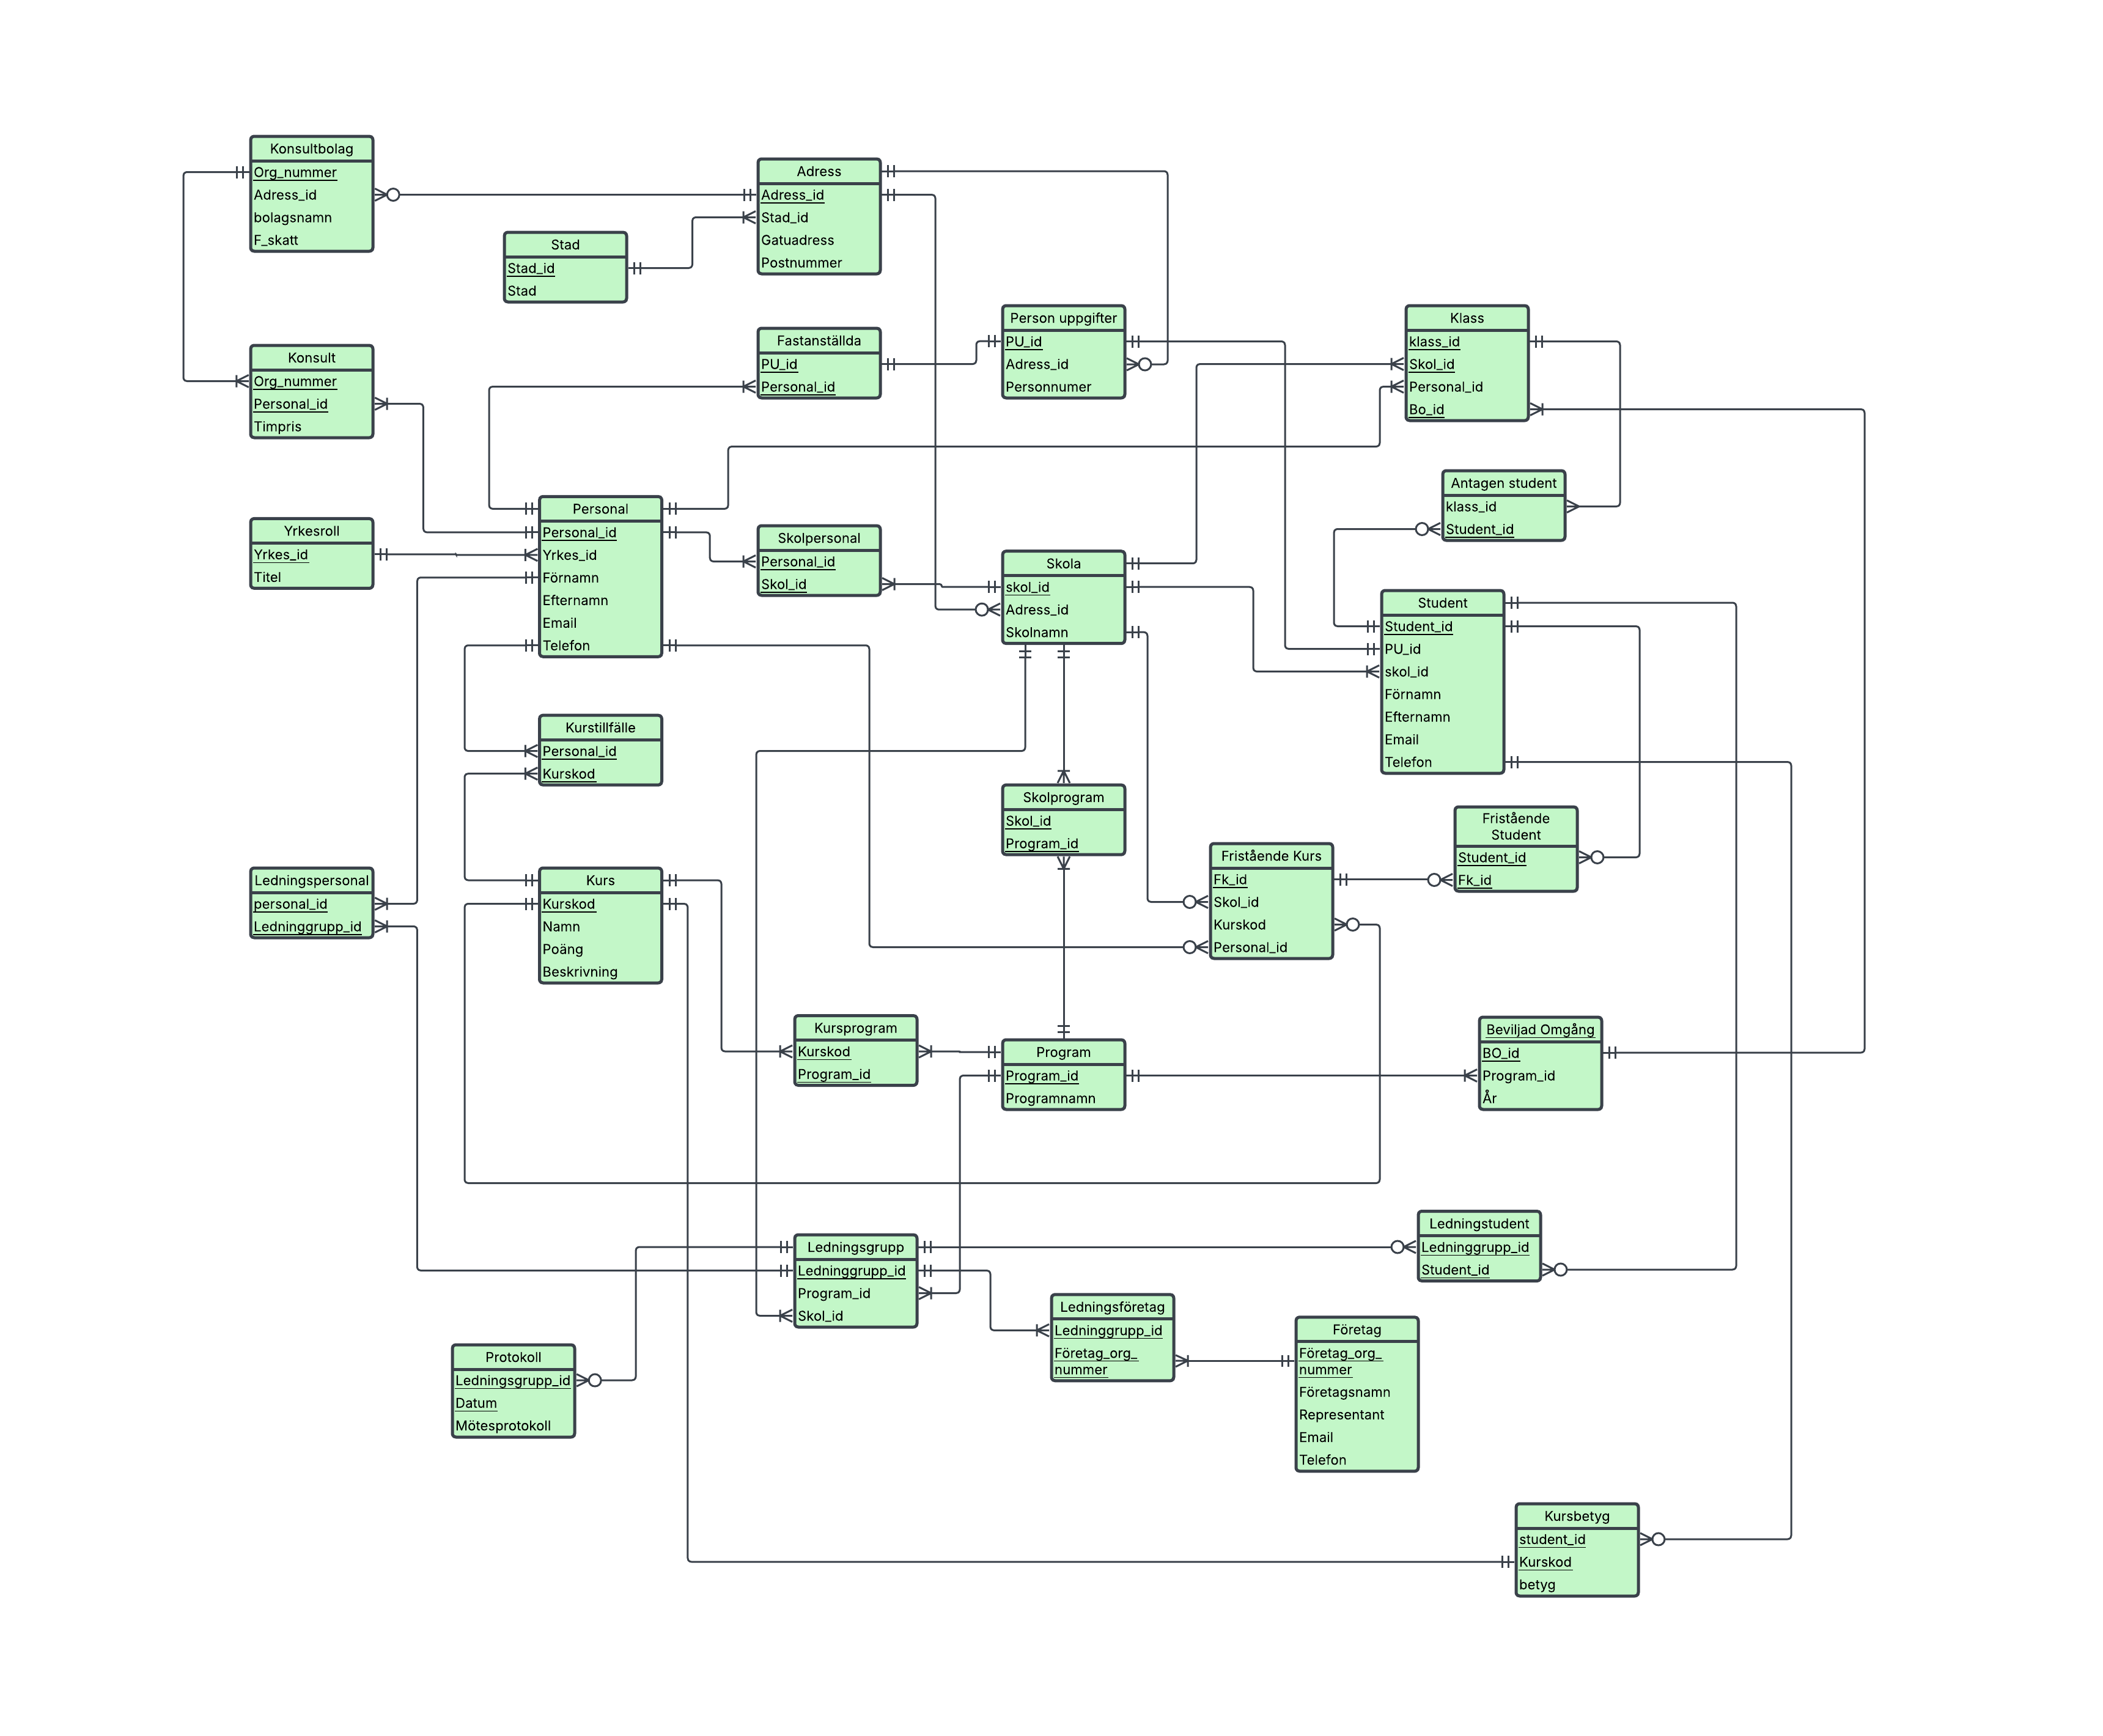 Konsultbolag
Org_nummer
Adress_id
bolagsnamn
F_skatt
Adress
Adress_id
Stad_id
Gatuadress
Postnummer
Stad
Stad_id
Stad
Konsult
Org_nummer
Personal_id
Timpris
Fastanställda
PU_id
Personal_id
Person uppgifter
PU_id
Adress_id
Personnumer
Klass
klass_id
Skol_id
Personal_id
Bo_id
Antagen student
klass_id
Student_id
Yrkesroll
Yrkes_id
Titel
Personal
Personal_id
Yrkes_id
Förnamn
Efternamn
Email
Telefon
Skolpersonal
Personal_id
Skol_id
Skola
skol_id
Adress_id
Skolnamn
Student
Student_id
PU_id
skol_id
Förnamn
Efternamn
Email
Telefon
Kurstillfälle
Personal_id
Kurskod
Skolprogram
Skol_id
Program_id
Fristående
Student
Student_id
Fk_id
Fristående Kurs
Fk_id
Skol_id
Kurskod
Personal_id
Ledningspersonal
personal_id
Ledninggrupp_id
Kurs
Kurskod
Namn
Poäng
Beskrivning
Kursprogram
Kurskod
Program_id
Program
Program_id
Programnamn
Beviljad Omgång
BO_id
Program_id
År
Ledningsgrupp
Ledninggrupp_id
Program_id
Skol_id
Ledningstudent
Ledninggrupp_id
Student_id
Ledningsföretag
Ledninggrupp_id
Företag_org_
nummer
Företag
Företag_org_
nummer
Företagsnamn
Representant
Email
Telefon
Protokoll
Ledningsgrupp_id
Datum
Mötesprotokoll
Kursbetyg
student_id
Kurskod
betyg